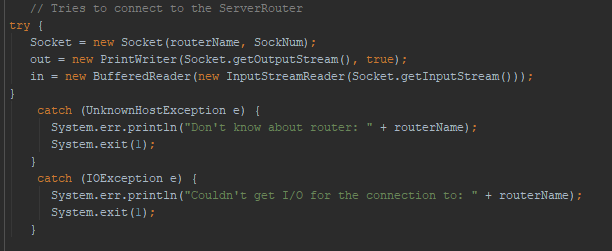 // Tries to connect to the ServerRouter
try {
Socket = new Socket(routerName, SockNum);
out = new PrintWriter(Socket.getOutputStream(), true);
in = new BufferedReader(new InputStreamReader(Socket.getInputStream()));
}
catch (UnknownHostException e) {
System.err.println("Don't know about router: " + routerName);
System.exit(1);
}
catch (IOException e) {
System.err.println("Couldn't get I/O for the connection to: " + routerName);
System.exit(1);
}